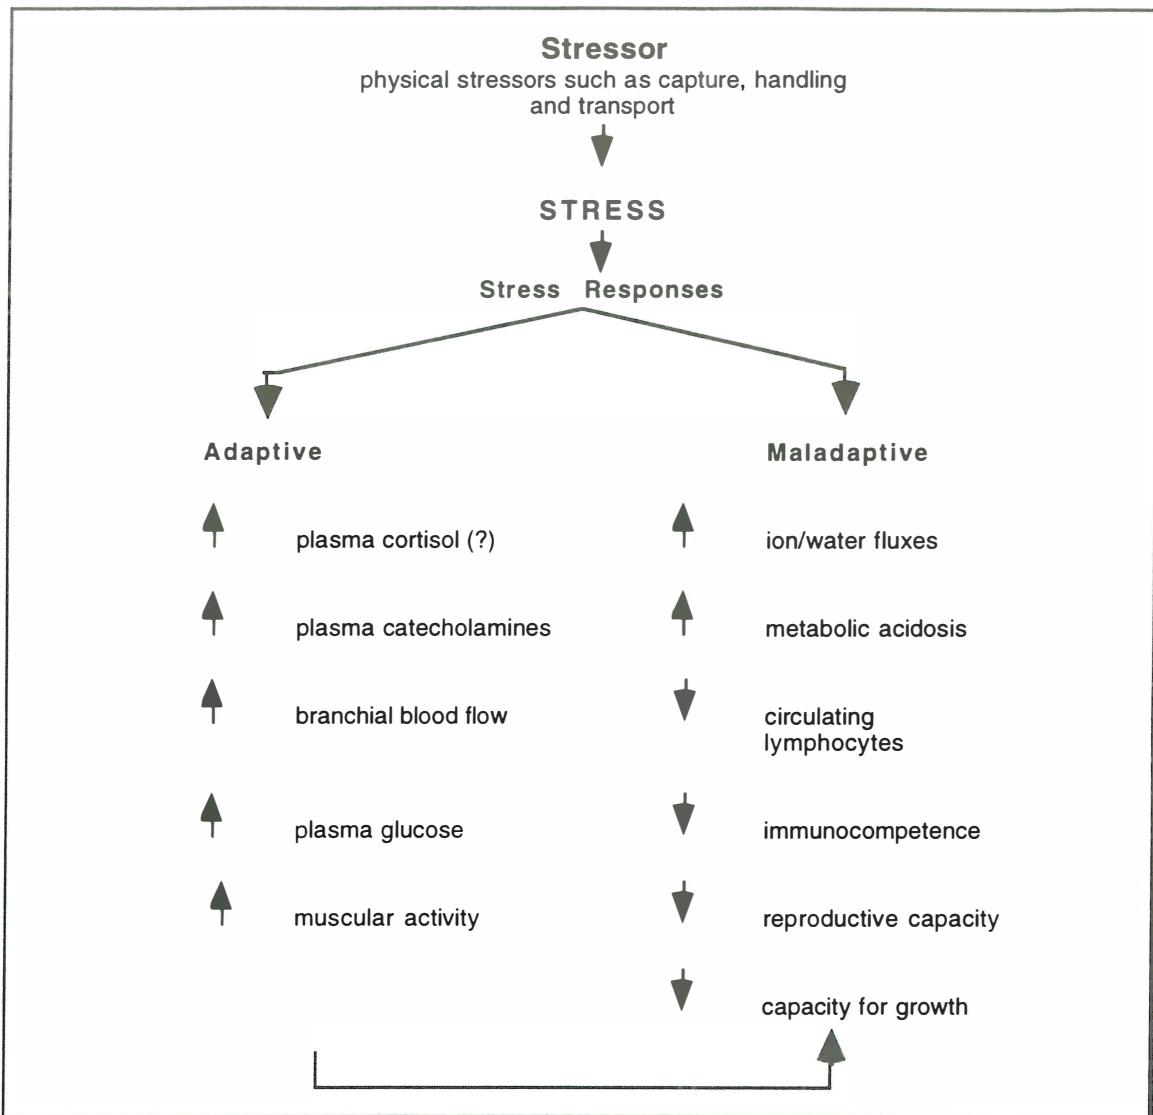 Stressor
physical stressors such as capture, handling
and transport
STRESS
Stress Responses
Adaptive
Maladaptive
plasma cortisol (?)
ion/water fluxes
plasma catecholamines
metabolic acidosis
branchial blood flow
circulating
lymphocytes
plasma glucose
immunocompetence
muscular activity
reproductive capacity
capacity for growth